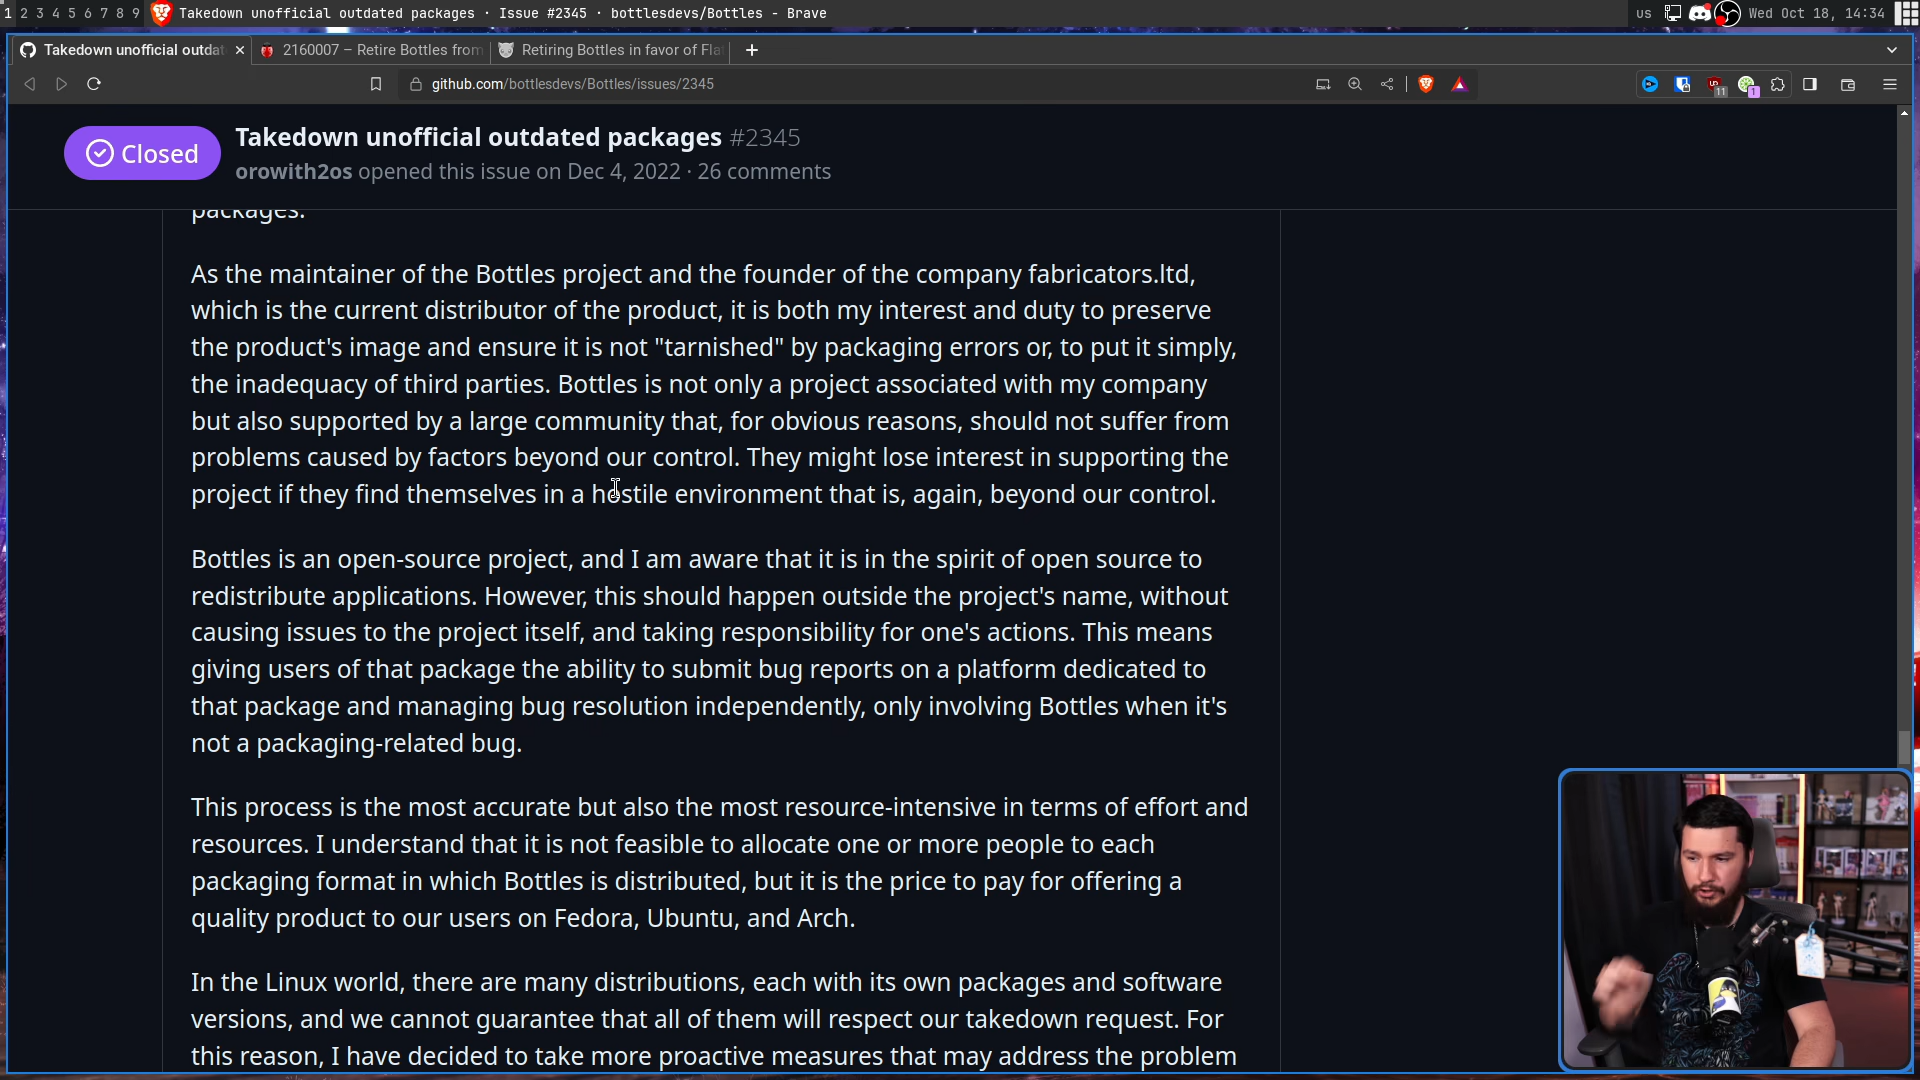 1 2 3 4 5 6 7 8 9 Takedown unofficial outdated packages · Issue #2345 · bottlesdevs/Bottles - Brave us Wed Oct 18, 14:34
Takedown unofficial outda 2160007 – Retire Bottles from Retiring Bottles in favor of Fla
github.com/bottlesdevs/Bottles/issues/2345 11 1
Closed
Takedown unofficial outdated packages #2345
orowith2os opened this issue on Dec 4, 2022 · 26 comments
packages.
As the maintainer of the Bottles project and the founder of the company fabricators.ltd,
which is the current distributor of the product, it is both my interest and duty to preserve
the product's image and ensure it is not "tarnished" by packaging errors or, to put it simply,
the inadequacy of third parties. Bottles is not only a project associated with my company
but also supported by a large community that, for obvious reasons, should not suffer from
problems caused by factors beyond our control. They might lose interest in supporting the
project if they find themselves in a hostile environment that is, again, beyond our control.
Bottles is an open-source project, and I am aware that it is in the spirit of open source to
redistribute applications. However, this should happen outside the project's name, without
causing issues to the project itself, and taking responsibility for one's actions. This means
giving users of that package the ability to submit bug reports on a platform dedicated to
that package and managing bug resolution independently, only involving Bottles when it's
not a packaging-related bug.
This process is the most accurate but also the most resource-intensive in terms of effort and
resources. I understand that it is not feasible to allocate one or more people to each
packaging format in which Bottles is distributed, but it is the price to pay for offering a
quality product to our users on Fedora, Ubuntu, and Arch.
In the Linux world, there are many distributions, each with its own packages and software
versions, and we cannot guarantee that all of them will respect our takedown request. For
this reason, I have decided to take more proactive measures that may address the problem